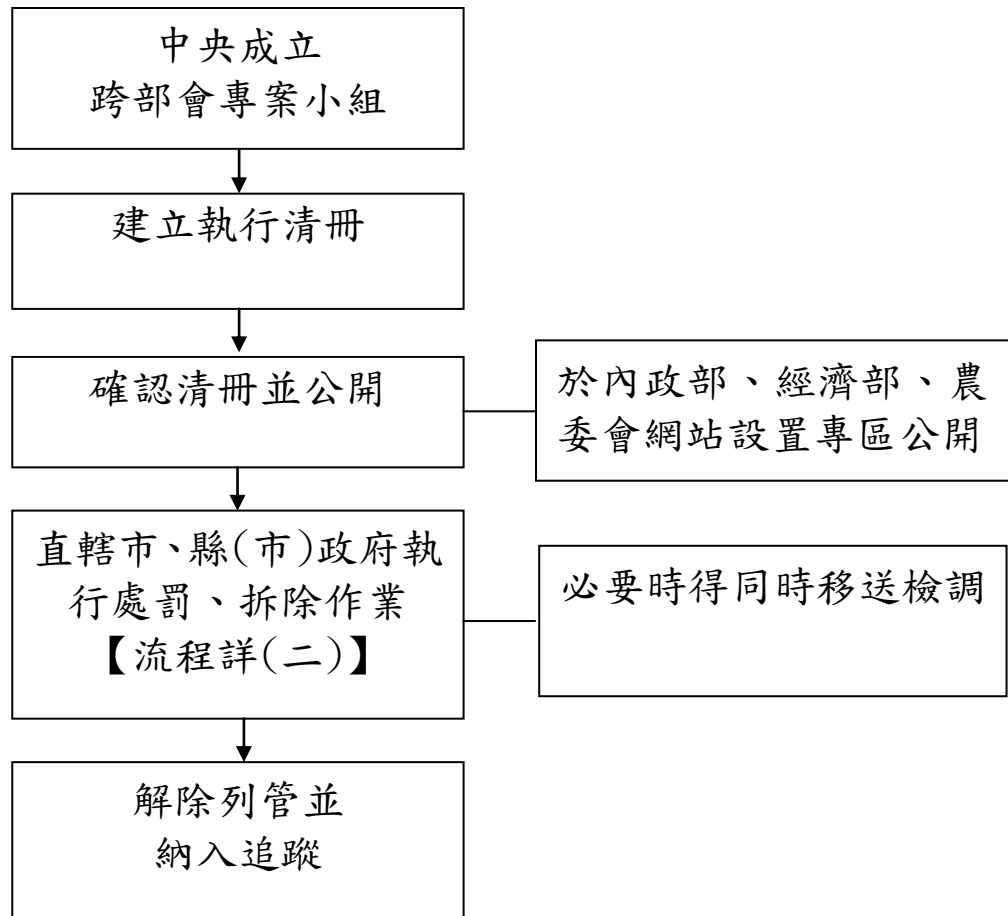 中央成立
跨部會專案小組
建立執行清冊
確認清冊並公開
於內政部、經濟部、農
委會網站設置專區公開
直轄市、縣(市)政府執
行處罰、拆除作業
【流程詳(二)】
必要時得同時移送檢調
解除列管並
納入追蹤